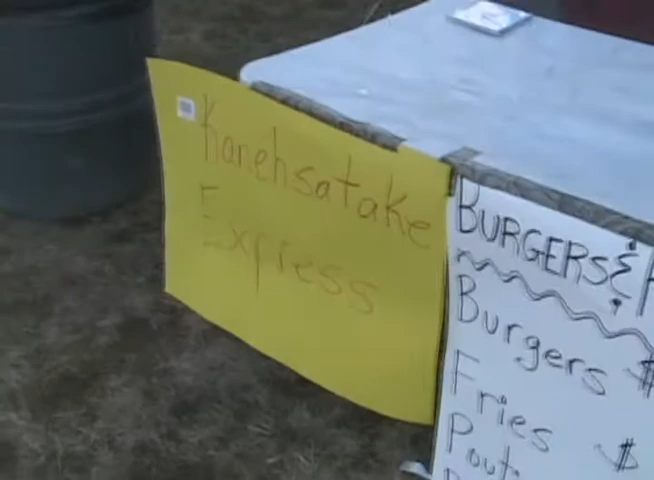 Kanehsatake
Express
BURGERS &
Burgers $
Fries $
Pout